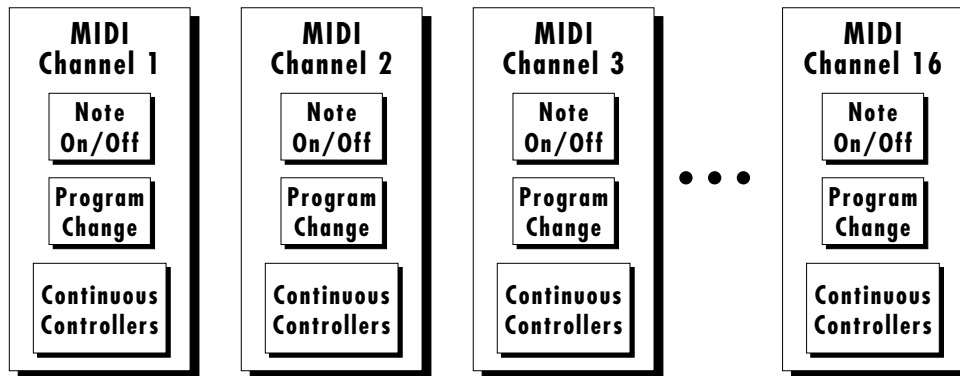 MIDI
Channel 1
Note
On/Off
Program
Change
Continuous
Controllers
MIDI
Channel 2
Note
On/Off
Program
Change
Continuous
Controllers
MIDI
Channel 3
Note
On/Off
Program
Change
Continuous
Controllers
MIDI
Channel 16
Note
On/Off
Program
Change
Continuous
Controllers